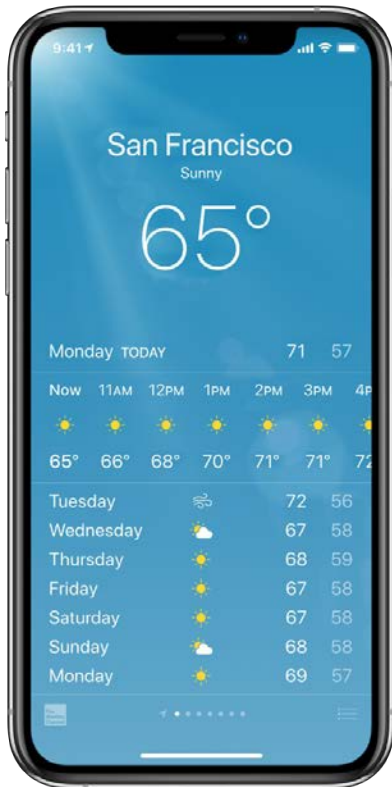 9:41
San Francisco
Sunny
65°
Monday TODAY 71 57
Now 11AM 12PM 1PM 2PM 3PM 4P
65° 66° 68° 70° 71° 71° 72
Tuesday 72 56
Wednesday 67 58
Thursday 68 59
Friday 67 58
Saturday 67 58
Sunday 68 58
Monday 69 57